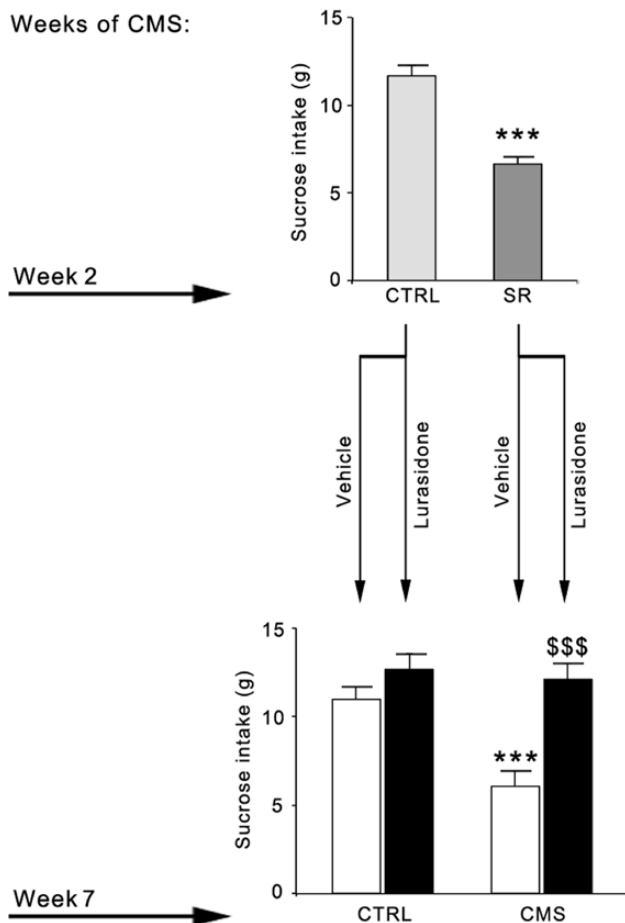 Weeks of CMS:
15
10
5
0
Sucrose intake (g)
***
CTRL
SR
Week 2
Vehicle
Lurasidone
Vehicle
Lurasidone
15
10
5
0
Sucrose intake (g)
***
$$$
CTRL
CMS
Week 7